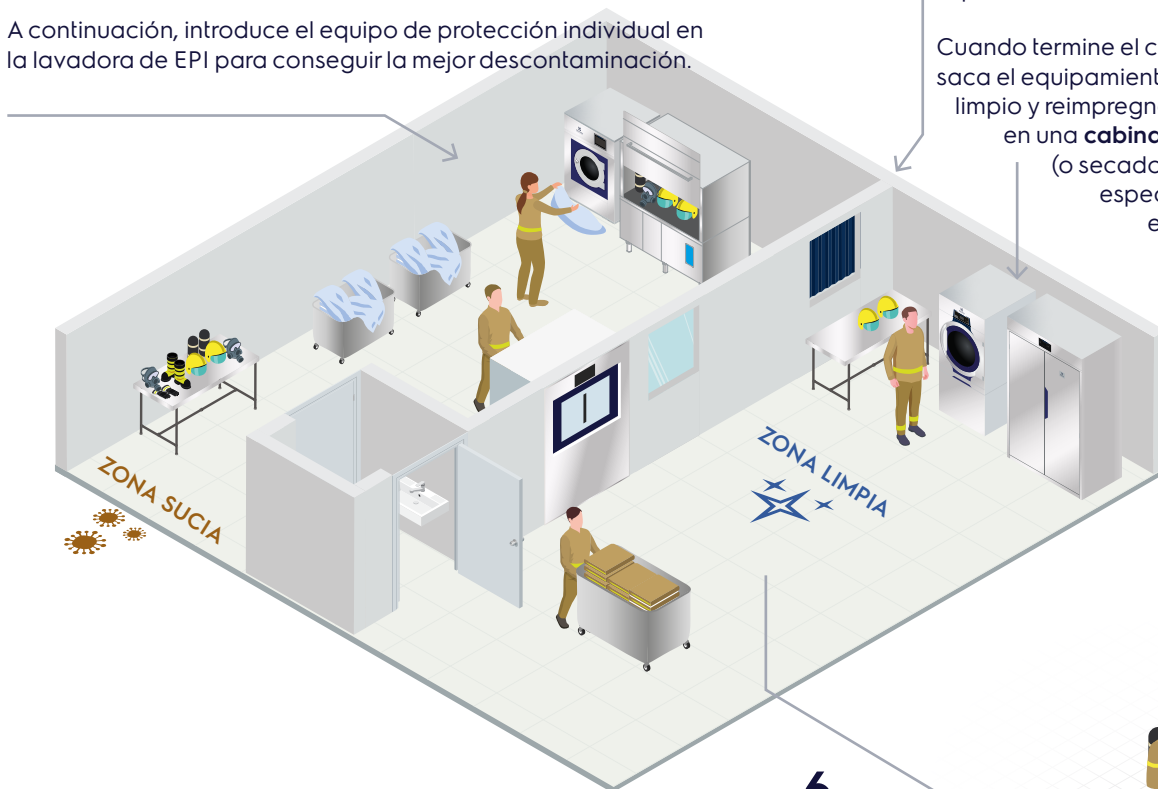 A continuación, introduce el equipo de protección individual en
la lavadora de EPI para conseguir la mejor descontaminación.
Cuando termine el
saca el equipamient
limpio y reimpregn
en una cabina
(o secado
espec
e
ZONA SUCIA
ZONA LIMPIA
6